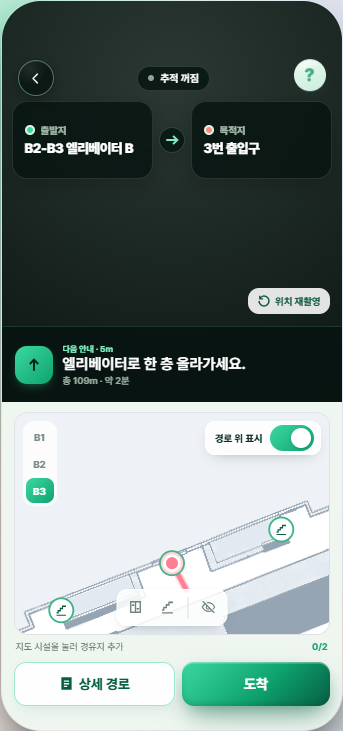 추적 꺼짐
?
출발지
B2-B3 엘리베이터 B
목적지
3번 출입구
위치 재촬영
다음 안내 · 5m
엘리베이터로 한 층 올라가세요.
총 109m · 약 2분
B1
B2
B3
경로 위 표시
지도 시설을 눌러 경유지 추가
0/2
상세 경로
도착